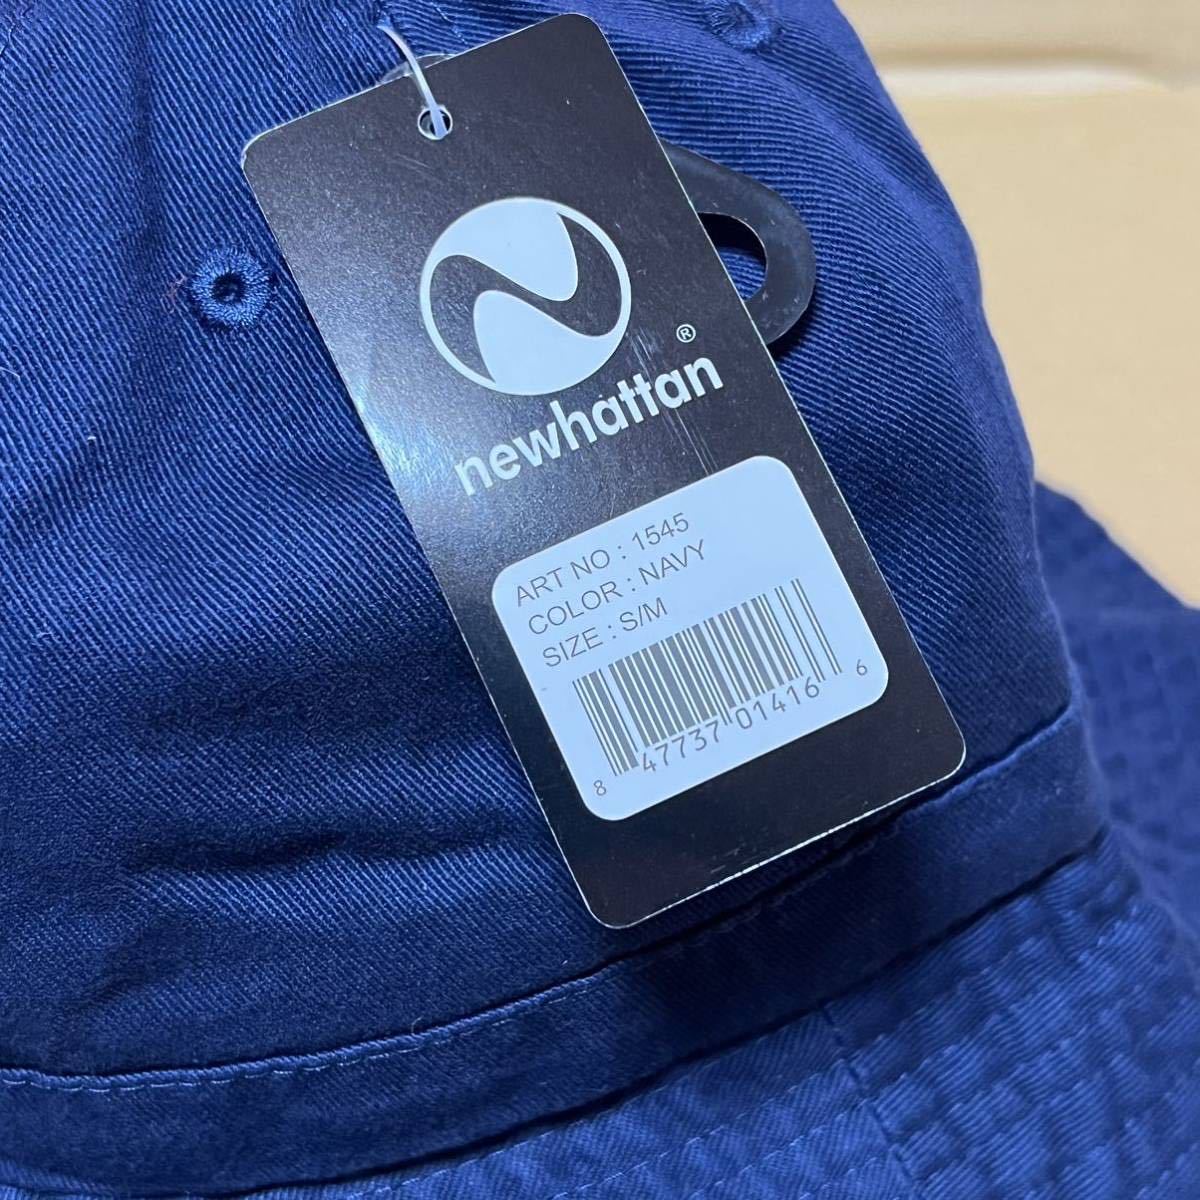 ®
newhattan
ART NO : 1545
COLOR : NAVY
SIZE : S/M
8 47737 01416 6